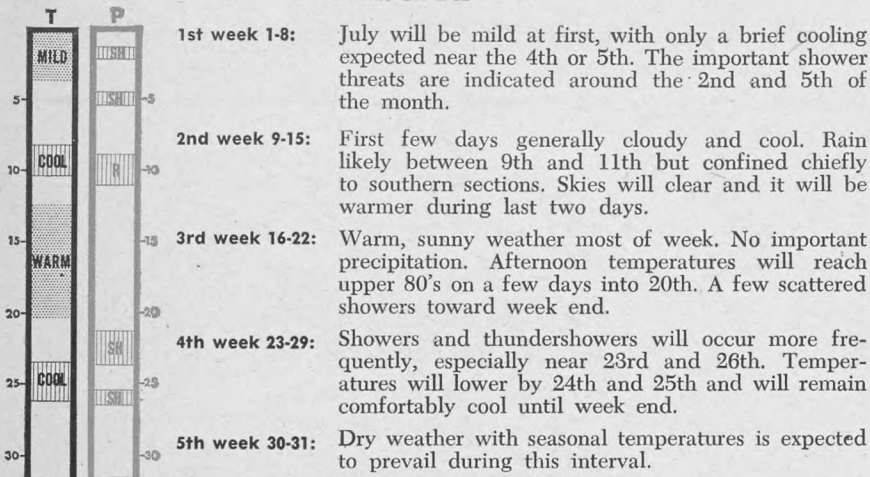 T P
MILD
SH
5-
SH
-5
COOL
10-
R
-10
15-
-15
WARM
20-
-20
SH
COOL
25-
-25
SH
30-
-30
1st week 1-8: July will be mild at first, with only a brief cooling
expected near the 4th or 5th. The important shower
threats are indicated around the 2nd and 5th of
the month.
2nd week 9-15: First few days generally cloudy and cool. Rain
likely between 9th and 11th but confined chiefly
to southern sections. Skies will clear and it will be
warmer during last two days.
3rd week 16-22: Warm, sunny weather most of week. No important
precipitation. Afternoon temperatures will reach
upper 80's on a few days into 20th. A few scattered
showers toward week end.
4th week 23-29: Showers and thundershowers will occur more fre-
quently, especially near 23rd and 26th. Temper-
atures will lower by 24th and 25th and will remain
comfortably cool until week end.
5th week 30-31: Dry weather with seasonal temperatures is expected
to prevail during this interval.